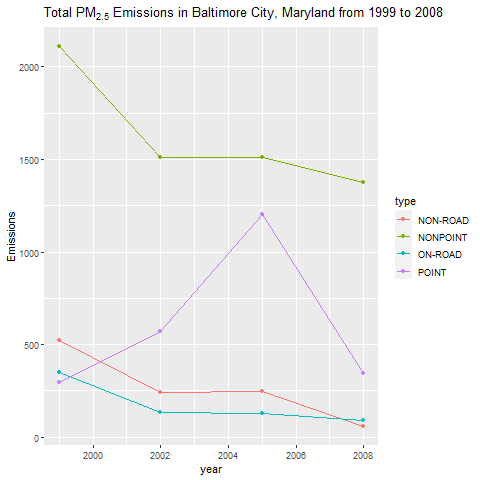 Total PM2.5 Emissions in Baltimore City, Maryland from 1999 to 2008
2000
1500
1000
500
0
Emissions
2000
2002
2004
2006
2008
year
type
NON-ROAD
NONPOINT
ON-ROAD
POINT